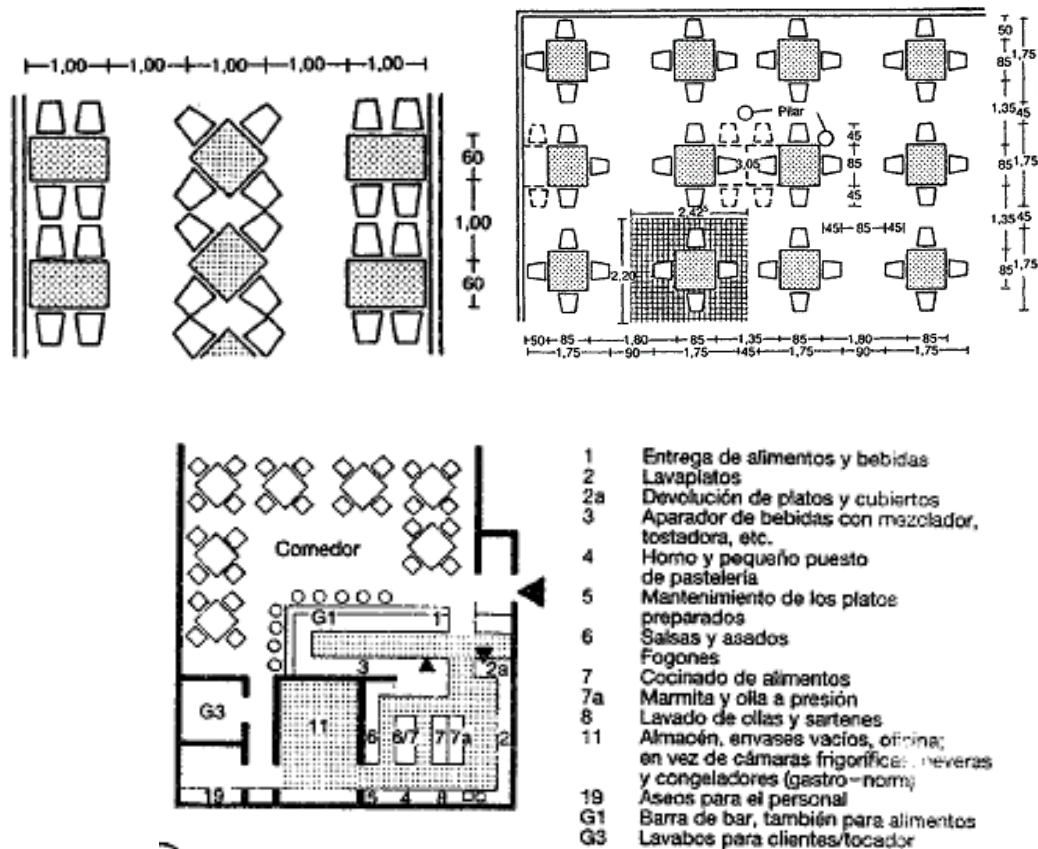 1,00 1,00 1,00 1,00 1,00
60
1,00
60
50
85 1,75
1,35 45
Pilar
45
3,05 85 85 1,75
45
2,42⁵
1,35 45
45 85 45
2,20
85 1,75
50 85 1,80 85 1,35 85 1,80 85
1,75 90 1,75 45 1,75 90 1,75
Comedor
G1 1
3 2a
G3 11 6 6/7 7 7a 2
19 5 4 8
1 Entrega de alimentos y bebidas
2 Lavaplatos
2a Devolución de platos y cubiertos
3 Aparador de bebidas con mezclador,
tostadora, etc.
4 Horno y pequeño puesto
de pastelería
5 Mantenimiento de los platos
preparados
6 Salsas y asados
Fogones
7 Cocinado de alimentos
7a Marmita y olla a presión
8 Lavado de ollas y sartenes
11 Almacén, envases vacíos, oficina;
en vez de cámaras frigoríficas: neveras
y congeladores (gastro-norm)
19 Aseos para el personal
G1 Barra de bar, también para alimentos
G3 Lavabos para clientes/tocador